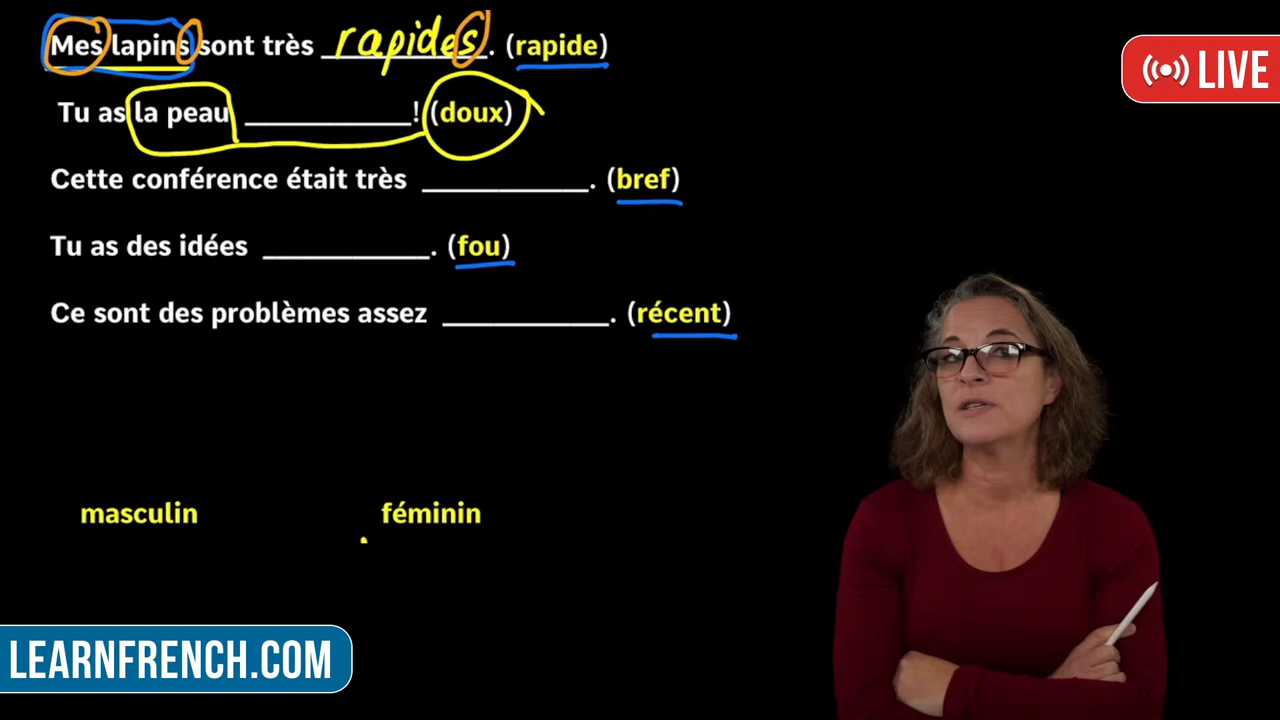 Mes lapins sont très rapides. (rapide)
LIVE
Tu as la peau ____________! (doux)
Cette conférence était très ____________. (bref)
Tu as des idées ____________. (fou)
Ce sont des problèmes assez ____________. (récent)
masculin féminin
LEARNFRENCH.COM